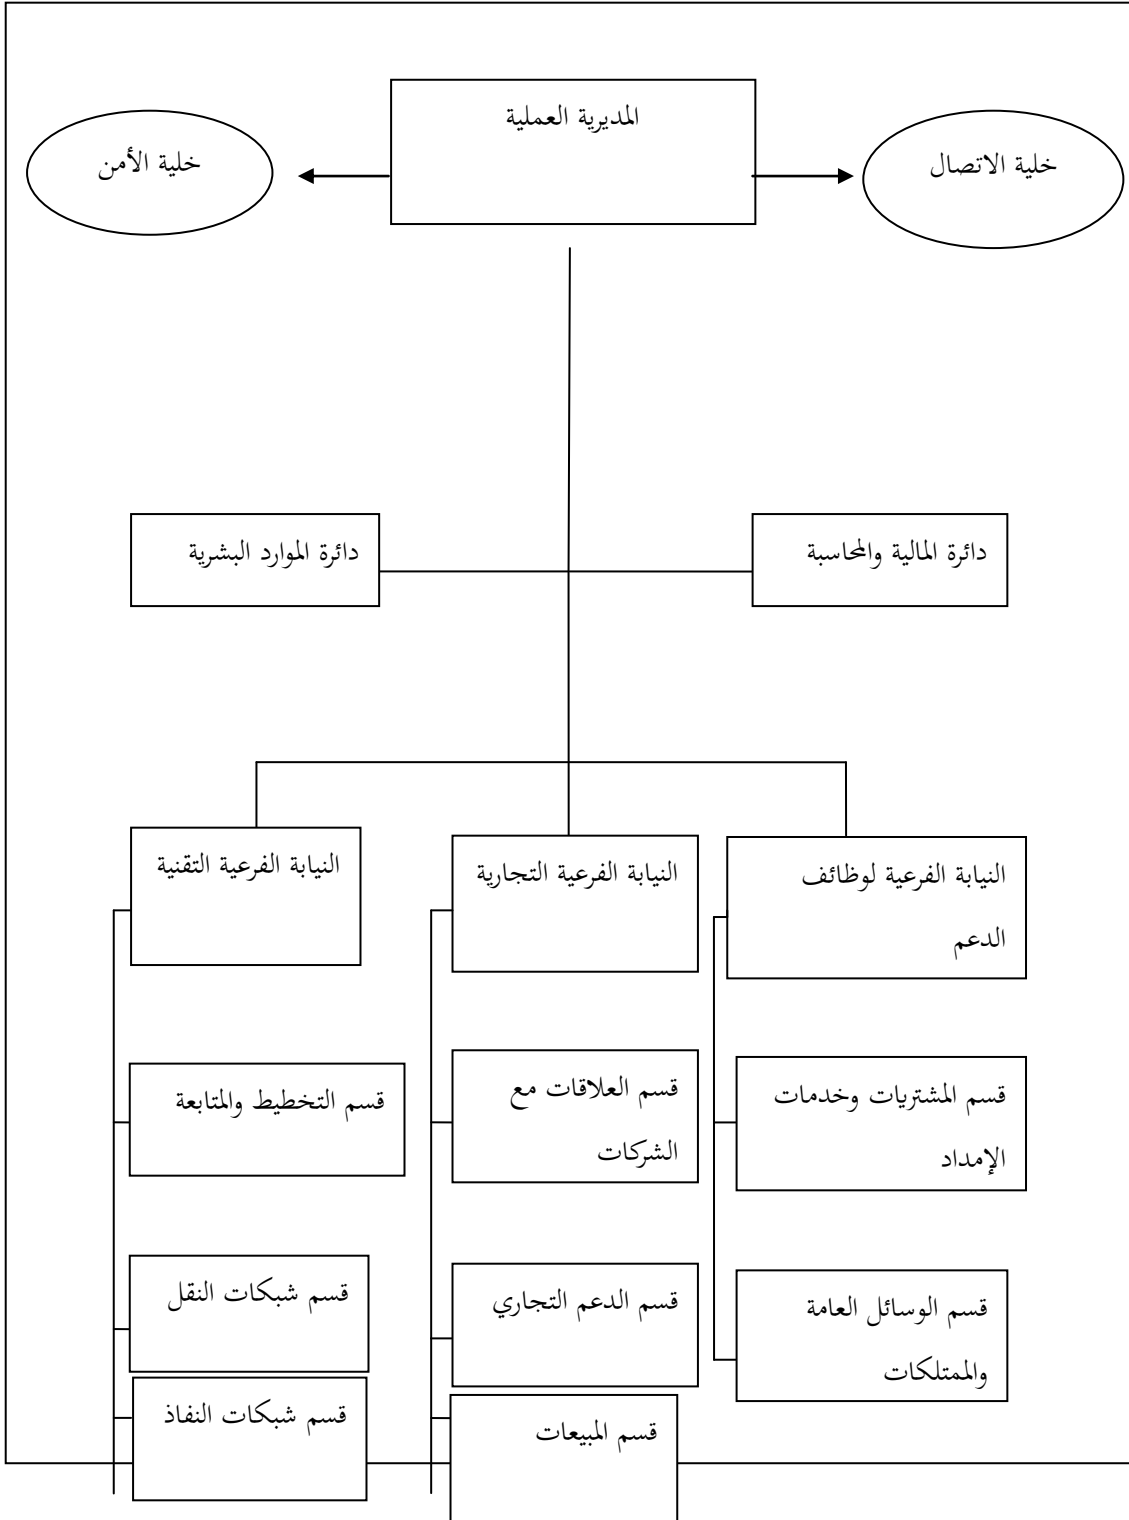 المديرية العملية
خلية الاتصال
خلية الأمن
دائرة المالية والمحاسبة
دائرة الموارد البشرية
النيابة الفرعية لوظائف
الدعم
النيابة الفرعية التجارية
النيابة الفرعية التقنية
قسم المشتريات وخدمات
الإمداد
قسم العلاقات مع
الشركات
قسم التخطيط والمتابعة
قسم الوسائل العامة
والممتلكات
قسم الدعم التجاري
قسم شبكات النقل
قسم المبيعات
قسم شبكات النفاذ